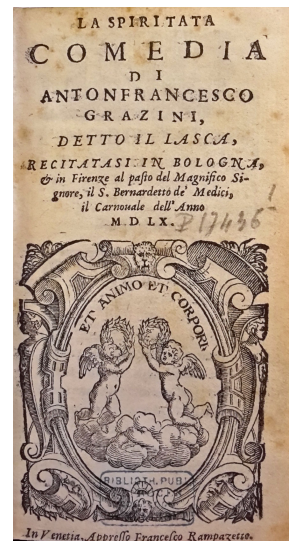 LA SPIRITATA
COMEDIA
DI
ANTONFRANCESCO
GRAZINI,
DETTO IL LASCA,
RECITATASI IN BOLOGNA,
& in Firenze al pasto del Magnifico Si-
gnore, il S. Bernardetto de' Medici,
il Carnouale dell'Anno
M D LX.
ET ANIMO ET CORPORI
BIBLIOTH. PUBL
In Venetia, Appresso Francesco Rampazetto.